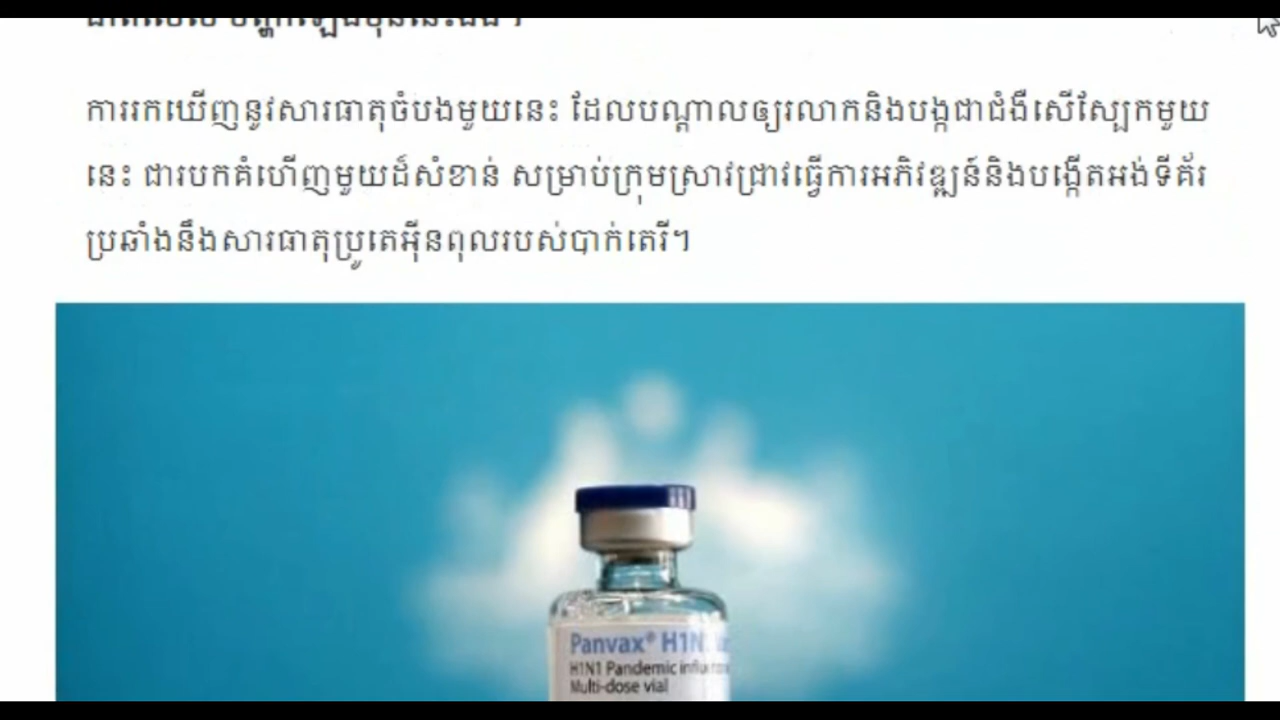 ការរកឃើញនូវសារធាតុចំបងមួយនេះ ដែលបណ្ដាលឲ្យរលាកនិងបង្កជាជំងឺសើស្បែកមួយ
នេះ ជារបកគំហើញមួយដ៏សំខាន់ សម្រាប់ក្រុមស្រាវជ្រាវធ្វើការអភិវឌ្ឍន៍និងបង្កើតអង់ទីគ័រ
ប្រឆាំងនឹងសារធាតុប្រូតេអ៊ីនពុលរបស់បាក់តេរី។
Panvax® H1N1
H1N1 Pandemic influenza
Multi-dose vial